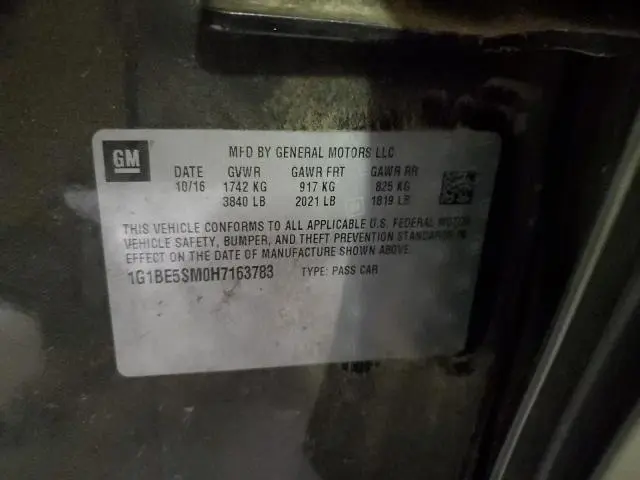 GM
MFD BY GENERAL MOTORS LLC
DATE GVWR GAWR FRT GAWR RR
10/16 1742 KG 917 KG 825 KG
3840 LB 2021 LB 1819 LB
THIS VEHICLE CONFORMS TO ALL APPLICABLE U.S. FEDERAL MOTOR
VEHICLE SAFETY, BUMPER, AND THEFT PREVENTION STANDARDS IN
EFFECT ON THE DATE OF MANUFACTURE SHOWN ABOVE.
1G1BE5SM0H7163783 TYPE: PASS CAR